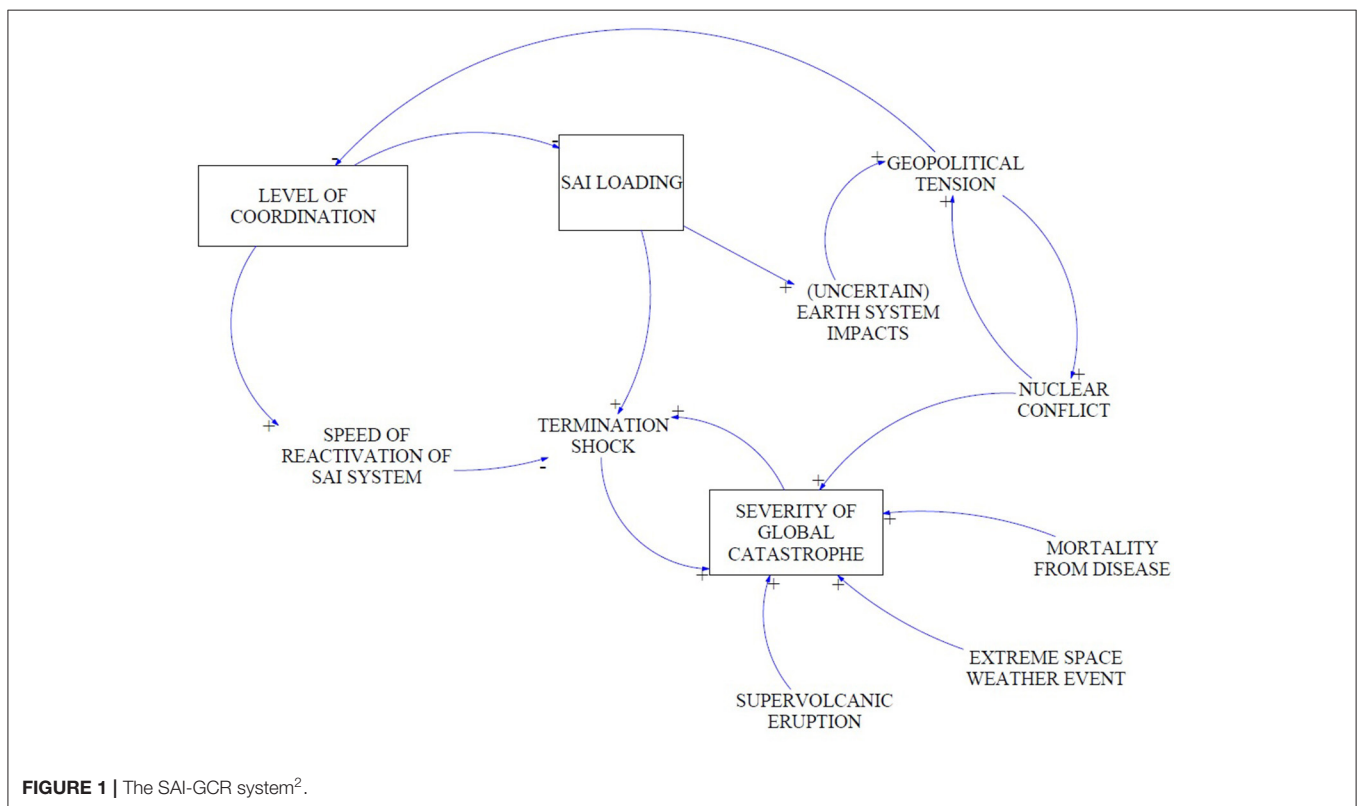 LEVEL OF
COORDINATION
-
SAI LOADING
-
GEOPOLITICAL
TENSION
+
+
(UNCERTAIN)
EARTH SYSTEM
IMPACTS
+
NUCLEAR
CONFLICT
+
SPEED OF
REACTIVATION OF
SAI SYSTEM
+
TERMINATION
SHOCK
+
+
-
SEVERITY OF
GLOBAL
CATASTROPHE
+
+
+
+
+
MORTALITY
FROM DISEASE
EXTREME SPACE
WEATHER EVENT
SUPERVOLCANIC
ERUPTION
FIGURE 1 | The SAI-GCR system².